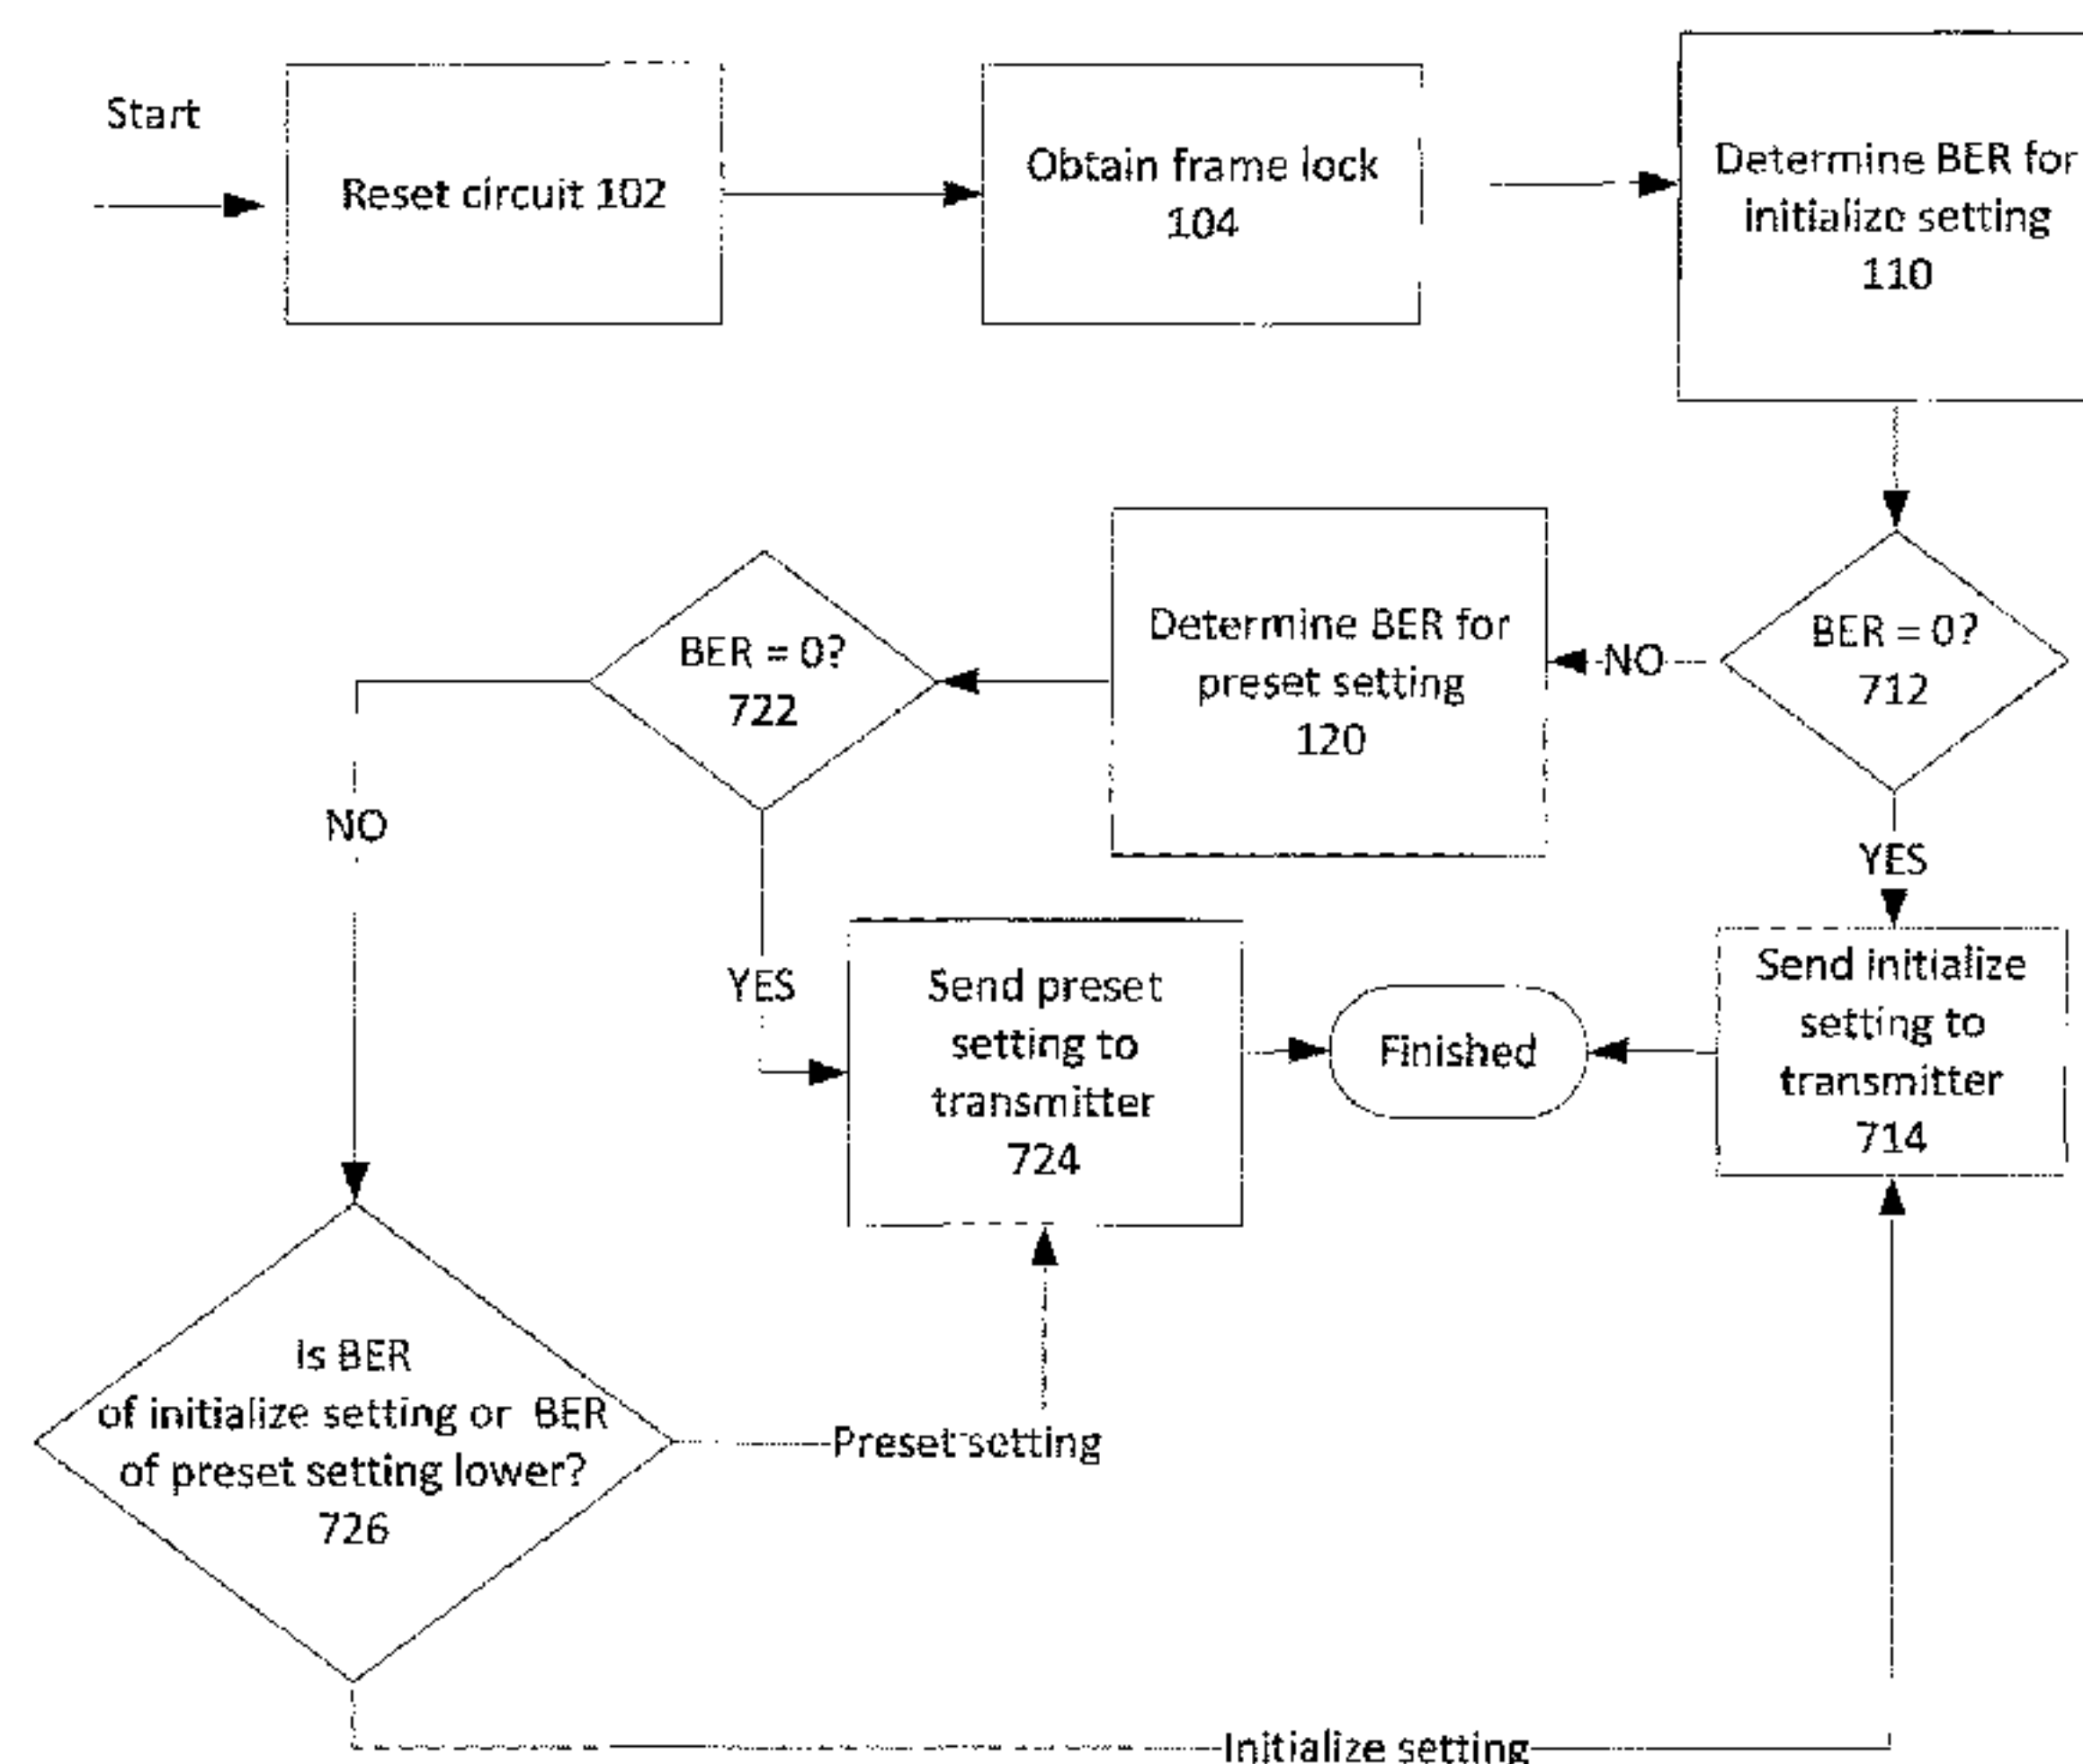 Start
Reset circuit 102
Obtain frame lock
104
Determine BER for
initialize setting
110
BER = 0?
712
NO
Determine BER for
preset setting
120
BER = 0?
722
NO
YES
YES
Send preset
setting to
transmitter
724
Finished
Send initialize
setting to
transmitter
714
Is BER
of initialize setting or BER
of preset setting lower?
726
Preset setting
Initialize setting